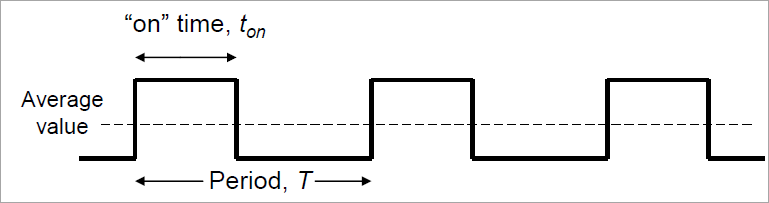 “on” time, ton
Average
value
Period, T